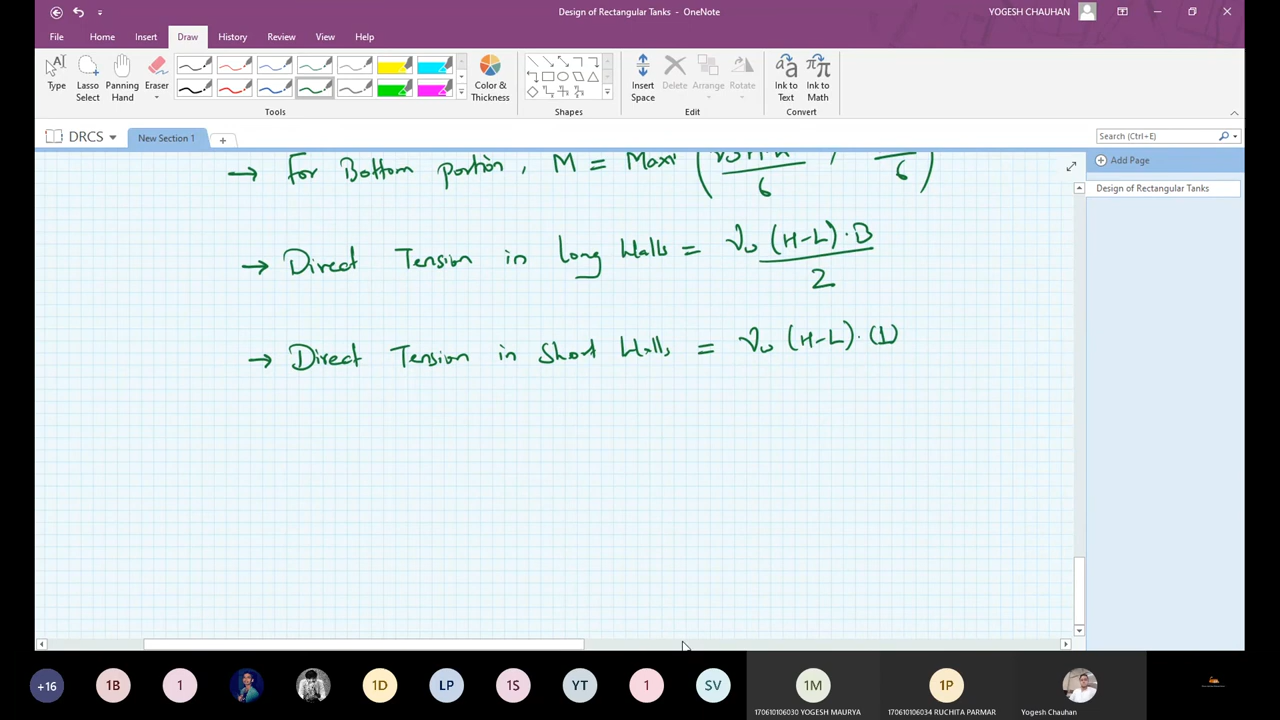 Design of Rectangular Tanks - OneNote
YOGESH CHAUHAN
File Home Insert Draw History Review View Help
Type
Lasso Select
Panning Hand
Eraser
Color & Thickness
Insert Space
Delete
Arrange
Rotate
Ink to Text
Ink to Math
Tools
Shapes
Edit
Convert
DRCS
New Section 1
Search (Ctrl+E)
Add Page
Design of Rectangular Tanks
→ For Bottom portion, M = Max ( / 6 , / 6 )
→ Direct Tension in Long Walls = γw (H-h) · B / 2
→ Direct Tension in Short Walls = γw (H-h) · (1)
+16 1B 1 1D LP 1S YT 1 SV 1M 1P
170610106030 YOGESH MAURYA
170610106034 RUCHITA PARMAR
Yogesh Chauhan